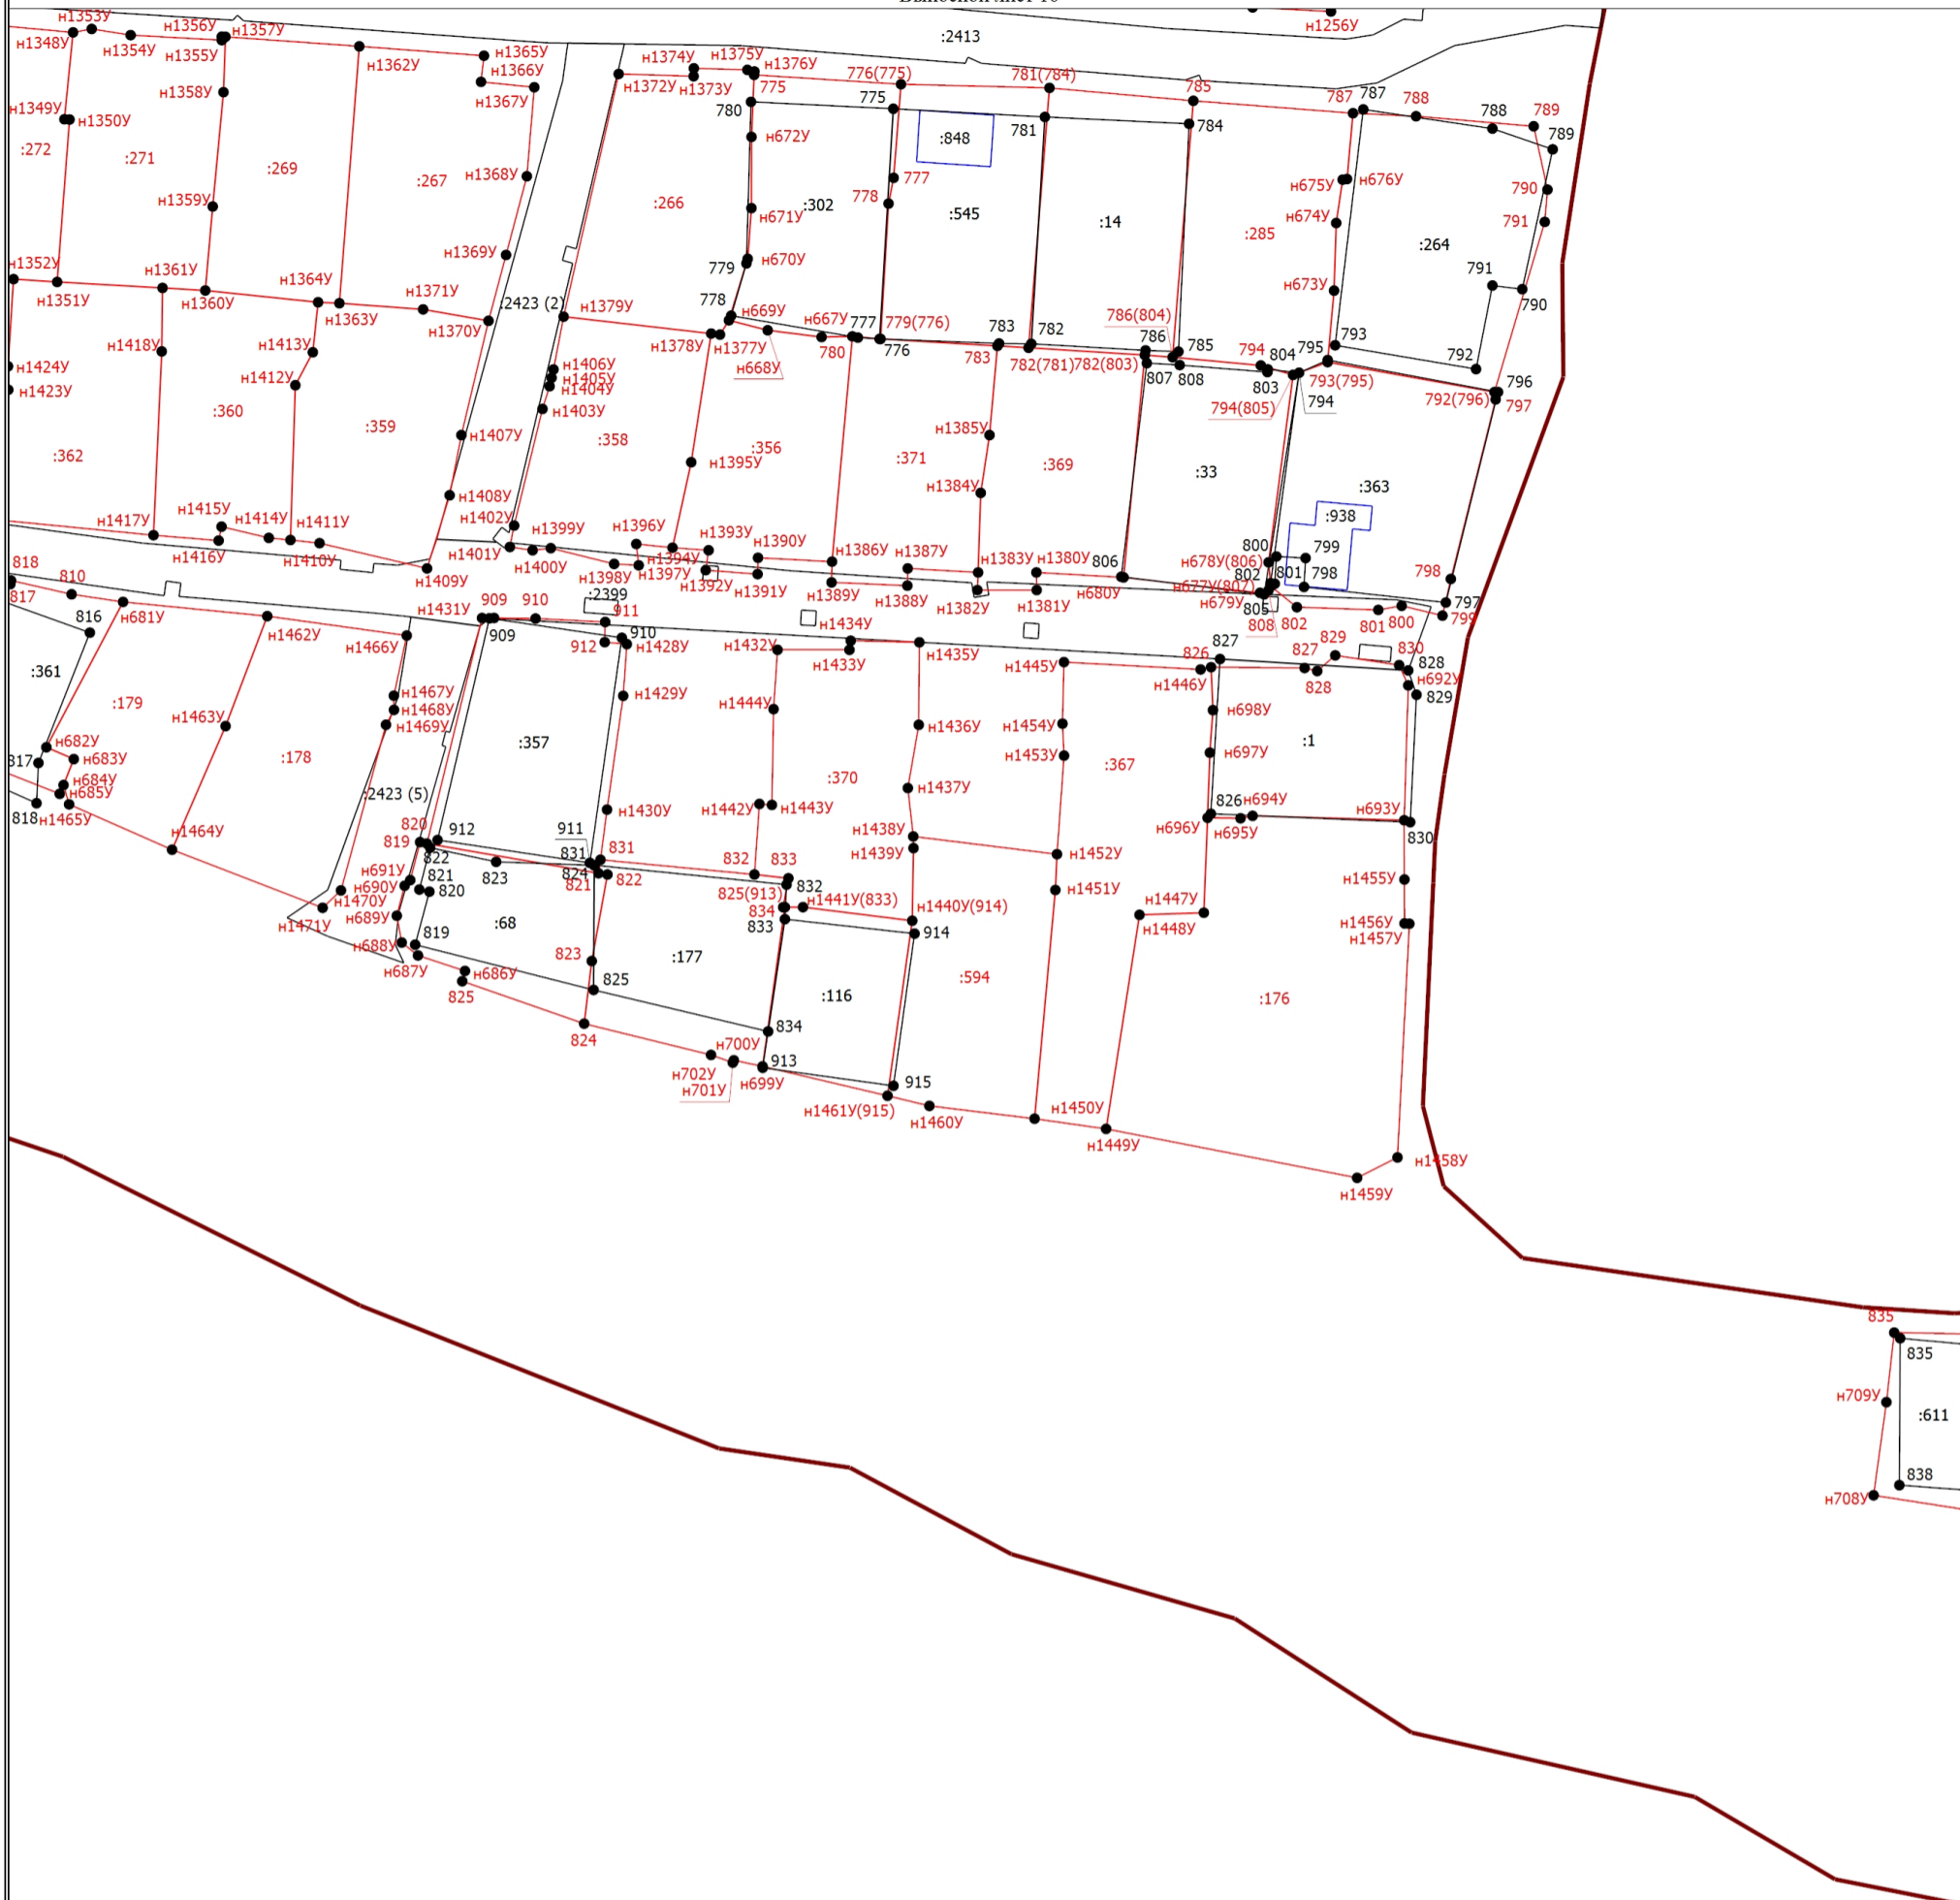 н1353У
н1356У
н1357У
н1348У
н1354У
н1355У
н1362У
н1365У
н1366У
н1367У
н1374У
н1375У
н1376У
н1372У
н1373У
775
776(775)
:2413
781(784)
785
н1256У
787
787
788
788
789
789
н1349У
н1350У
н1358У
:272
:271
:269
:267
780
775
:848
781
784
н672У
н1368У
н1359У
:266
777
778
:302
:545
:14
н671У
н675У
н676У
н674У
:285
790
791
:264
н1369У
н670У
779
791
790
н673У
н1352У
н1351У
н1361У
н1360У
н1364У
н1363У
н1371У
н1370У
:2423 (2)
н1379У
778
н669У
н667У
777
779(776)
783
782
786(804)
786
785
793
н1378У
н1377У
н668У
780
776
783
782(781)
782(803)
807
808
794
804
803
795
793(795)
792
796
792(796)
797
794(805)
794
н1418У
н1413У
н1412У
н1424У
н1423У
н1406У
н1405У
н1404У
н1403У
:362
:360
:359
н1407У
:358
:356
н1395У
:371
н1385У
:369
н1384У
:33
:363
:938
н1408У
н1402У
н1417У
н1415У
н1416У
н1414У
н1411У
н1410У
н1409У
н1401У
н1399У
н1400У
н1396У
н1398У
н1397У
н1394У
н1393У
н1392У
н1390У
н1391У
н1386У
н1389У
н1387У
н1388У
н1383У
н1382У
н1380У
н1381У
806
н680У
800
н678У(806)
802
801
799
798
н677У(807)
н679У
805
808
802
801
800
798
797
799
818
817
810
816
н681У
н1462У
н1466У
н1431У
909
910
:2399
911
909
912
910
н1428У
н1434У
н1432У
н1433У
н1435У
н1445У
н1446У
826
827
827
828
829
830
828
н692У
829
:361
:179
н1463У
:178
н1467У
н1468У
н1469У
:357
н1429У
н1444У
н1436У
н1454У
н1453У
:367
н698У
н697У
:1
н682У
н683У
817
н684У
н685У
818
н1465У
н1464У
:2423 (5)
820
819
912
822
н1430У
911
831
831
824
821
822
823
н1442У
н1443У
:370
н1437У
н1438У
н1439У
н1452У
н1451У
826
н694У
н696У
н695У
н693У
830
832
833
825(913)
832
834
833
н1441У(833)
н1440У(914)
914
н691У
н690У
н1470У
н689У
821
820
н1471У
н688У
819
н687У
н686У
825
:68
823
825
824
:177
:116
:594
н1447У
н1448У
н1455У
н1456У
н1457У
:176
834
н700У
н702У
н701У
913
н699У
915
н1461У(915)
н1460У
н1450У
н1449У
н1458У
н1459У
835
835
н709У
:611
838
н708У